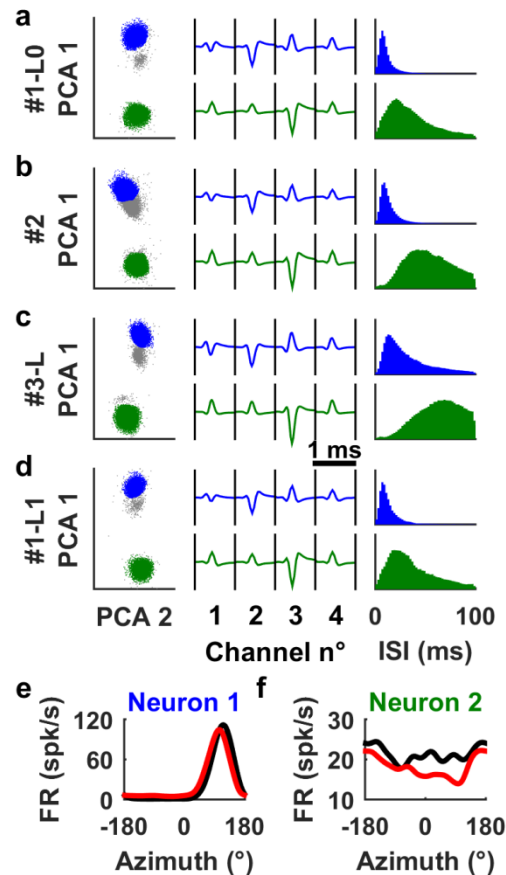 a
#1-L0
PCA 1
b
#2
PCA 1
c
#3-L
PCA 1
1 ms
d
#1-L1
PCA 1
PCA 2
1 2 3 4
Channel n°
0 100
ISI (ms)
e Neuron 1
FR (spk/s)
120
60
0
-180 0 180
Azimuth (°)
f Neuron 2
FR (spk/s)
30
20
10
-180 0 180
Azimuth (°)